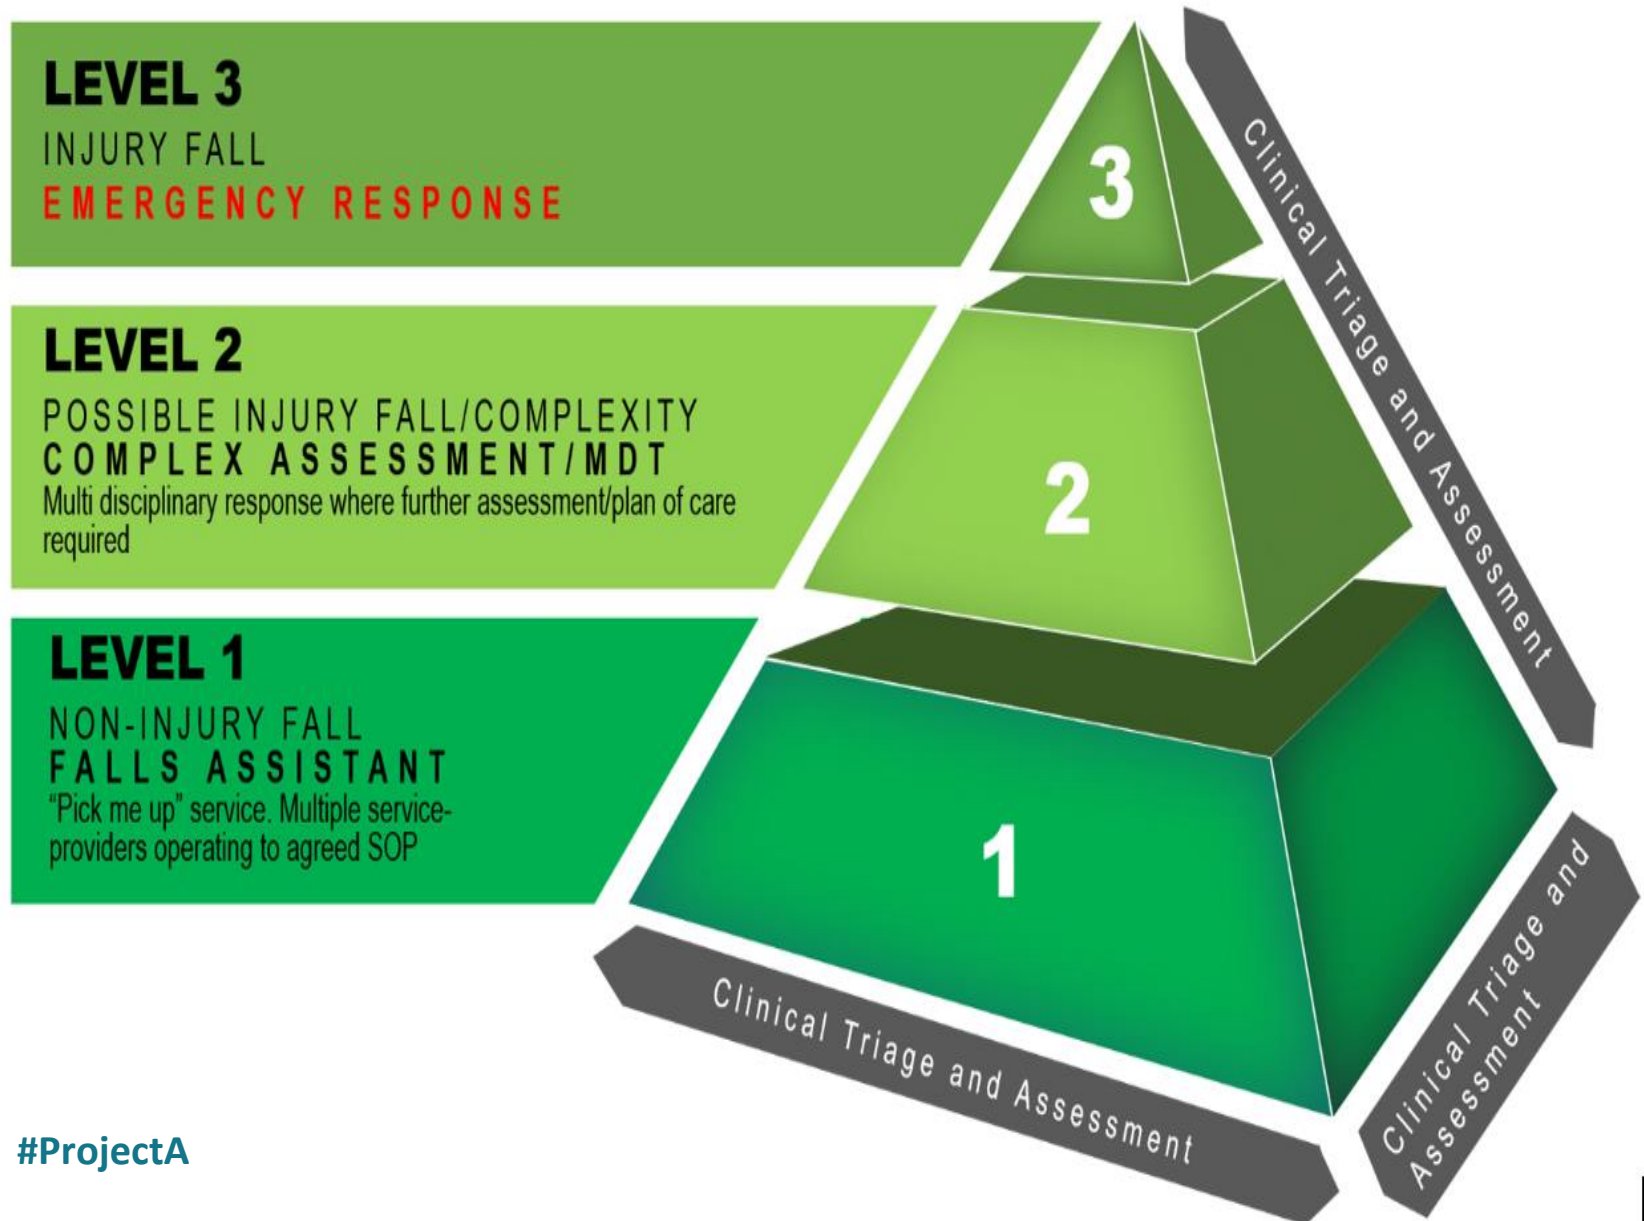 LEVEL 3
INJURY FALL
EMERGENCY RESPONSE
LEVEL 2
POSSIBLE INJURY FALL/COMPLEXITY
COMPLEX ASSESSMENT/MDT
Multi disciplinary response where further assessment/plan of care
required
LEVEL 1
NON-INJURY FALL
FALLS ASSISTANT
“Pick me up” service. Multiple service-
providers operating to agreed SOP
3
2
1
Clinical Triage and Assessment
Clinical Triage and Assessment
Clinical Triage and
Assessment
#ProjectA